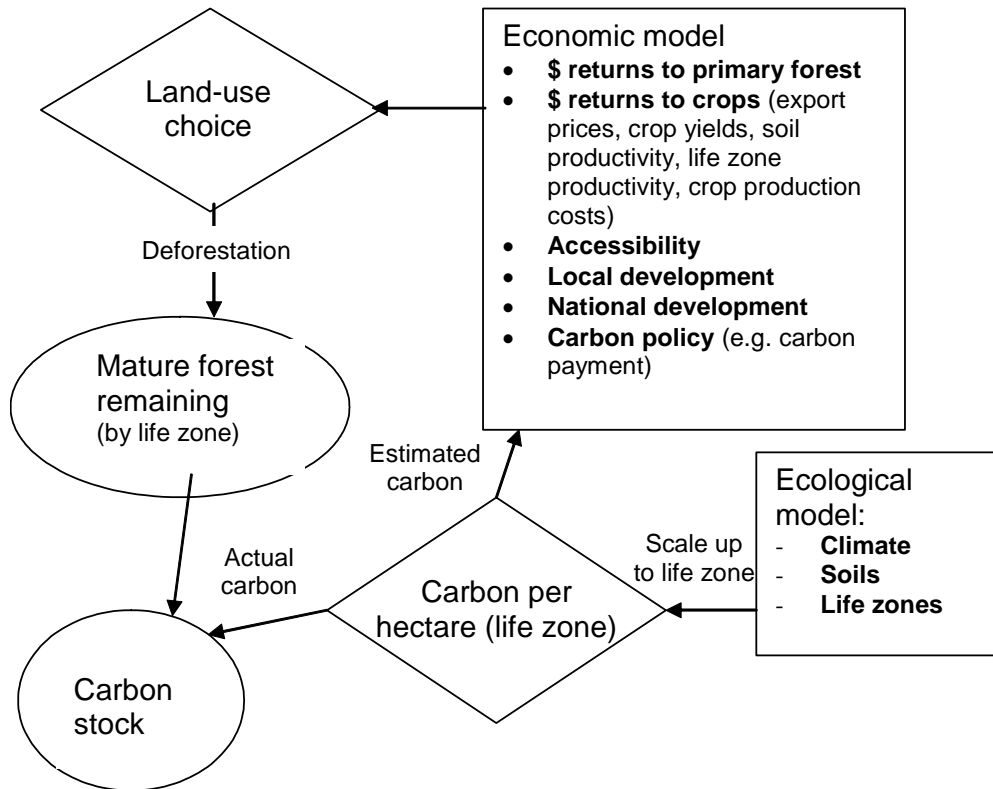 Land-use
choice
Economic model
• $ returns to primary forest
• $ returns to crops (export
prices, crop yields, soil
productivity, life zone
productivity, crop production
costs)
• Accessibility
• Local development
• National development
• Carbon policy (e.g. carbon
payment)
Deforestation
Mature forest
remaining
(by life zone)
Estimated
carbon
Ecological
model:
- Climate
- Soils
- Life zones
Scale up
to life zone
Actual
carbon
Carbon per
hectare (life zone)
Carbon
stock